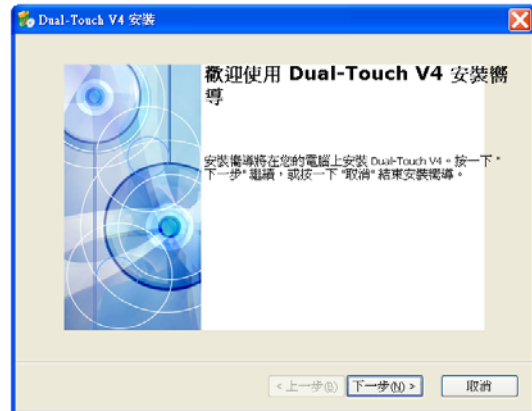 Dual-Touch V4 安裝
歡迎使用 Dual-Touch V4 安裝嚮
導
安裝嚮導將在您的電腦上安裝 Dual-Touch V4。按一下 "
下一步" 繼續，或按一下 "取消" 結束安裝嚮導。
< 上一步(B) 下一步(N) > 取消